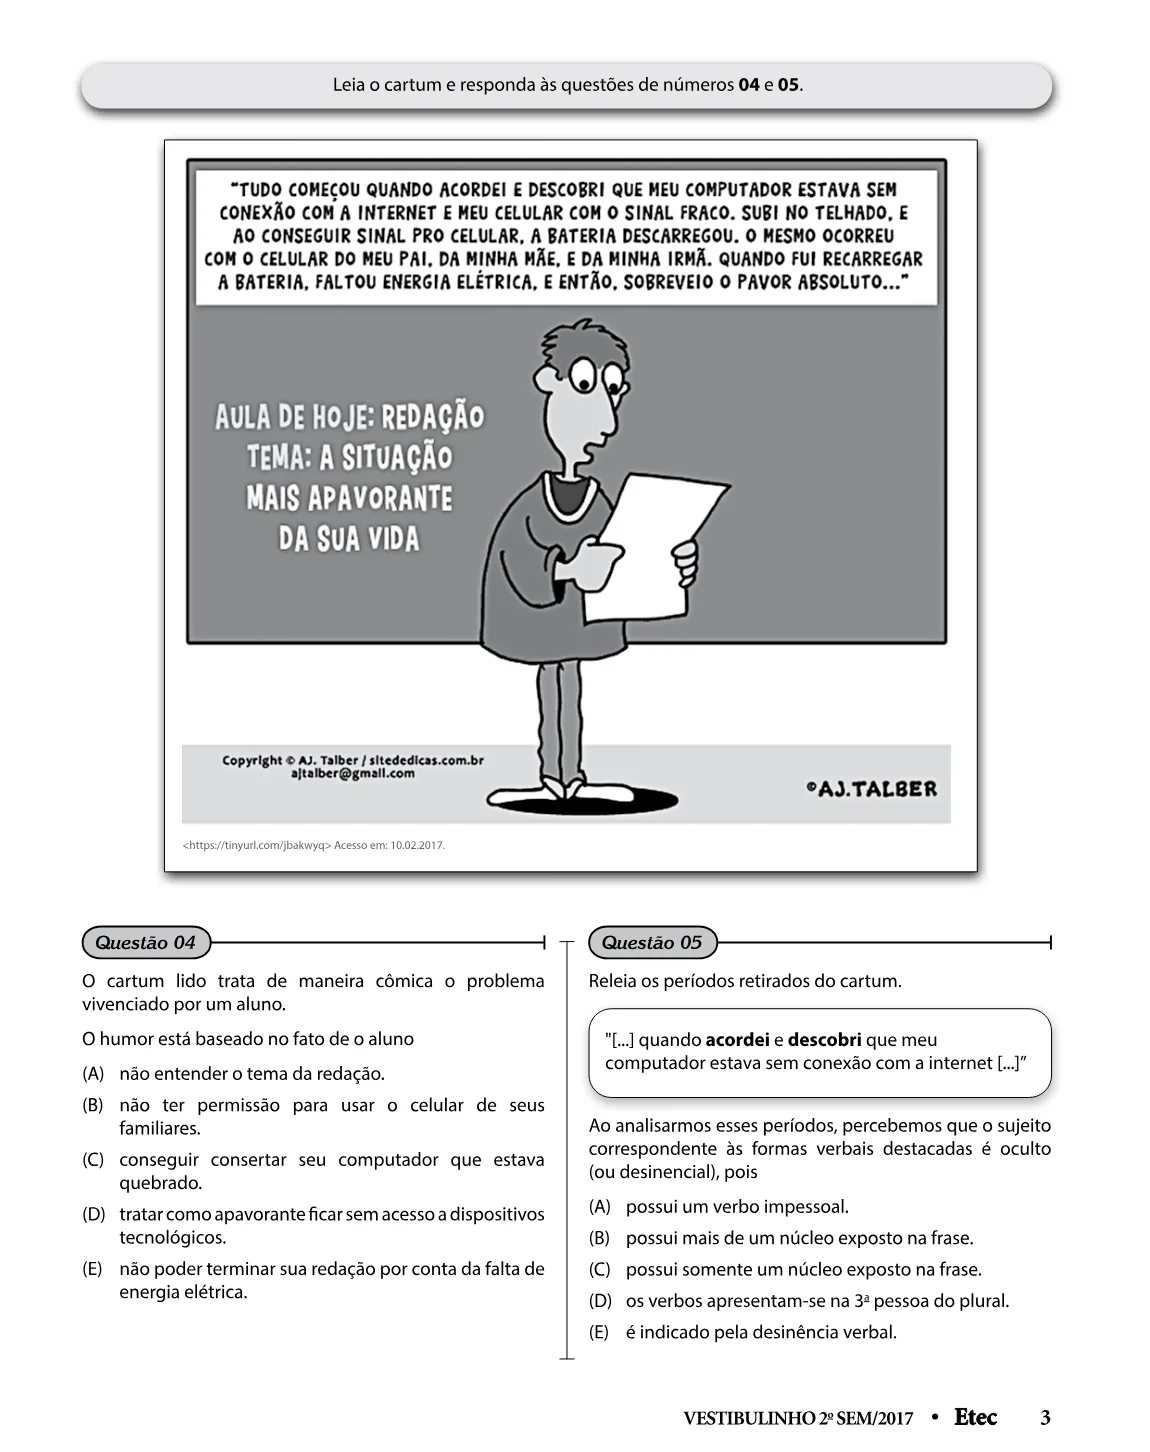 Leia o cartum e responda às questões de números 04 e 05.
"TUDO COMEÇOU QUANDO ACORDEI E DESCOBRI QUE MEU COMPUTADOR ESTAVA SEM
CONEXÃO COM A INTERNET E MEU CELULAR COM O SINAL FRACO. SUBI NO TELHADO, E
AO CONSEGUIR SINAL PRO CELULAR, A BATERIA DESCARREGOU. O MESMO OCORREU
COM O CELULAR DO MEU PAI, DA MINHA MÃE, E DA MINHA IRMÃ. QUANDO FUI RECARREGAR
A BATERIA, FALTOU ENERGIA ELÉTRICA, E ENTÃO, SOBREVEIO O PAVOR ABSOLUTO..."
AULA DE HOJE: REDAÇÃO
TEMA: A SITUAÇÃO
MAIS APAVORANTE
DA SUA VIDA
Copyright © AJ. Talber / sitededicas.com.br
ajtalber@gmail.com
©AJ.TALBER
<https://tinyurl.com/jbakwyq> Acesso em: 10.02.2017.
Questão 04
O cartum lido trata de maneira cômica o problema
vivenciado por um aluno.
O humor está baseado no fato de o aluno
(A) não entender o tema da redação.
(B) não ter permissão para usar o celular de seus
familiares.
(C) conseguir consertar seu computador que estava
quebrado.
(D) tratar como apavorante ficar sem acesso a dispositivos
tecnológicos.
(E) não poder terminar sua redação por conta da falta de
energia elétrica.
Questão 05
Releia os períodos retirados do cartum.
"[...] quando acordei e descobri que meu
computador estava sem conexão com a internet [...]”
Ao analisarmos esses períodos, percebemos que o sujeito
correspondente às formas verbais destacadas é oculto
(ou desinencial), pois
(A) possui um verbo impessoal.
(B) possui mais de um núcleo exposto na frase.
(C) possui somente um núcleo exposto na frase.
(D) os verbos apresentam-se na 3ª pessoa do plural.
(E) é indicado pela desinência verbal.
VESTIBULINHO 2º SEM/2017 • Etec 3